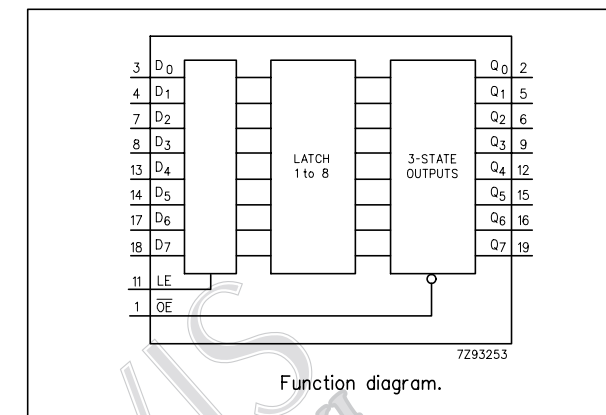 3 D0 Q0 2
4 D1 Q1 5
7 D2 Q2 6
8 D3 Q3 9
LATCH
1 to 8
3-STATE
OUTPUTS
13 D4 Q4 12
14 D5 Q5 15
17 D6 Q6 16
18 D7 Q7 19
11 LE
1 O̅E̅
7Z93253
Function diagram.